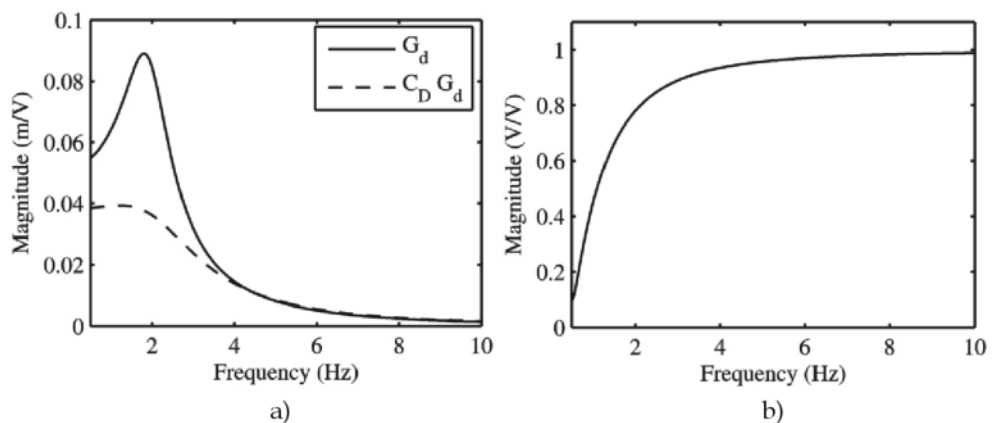 0.1
0.08
0.06
0.04
0.02
0
Magnitude (m/V)
G_d
C_D G_d
2 4 6 8 10
Frequency (Hz)
a)
1
0.8
0.6
0.4
0.2
0
Magnitude (V/V)
2 4 6 8 10
Frequency (Hz)
b)